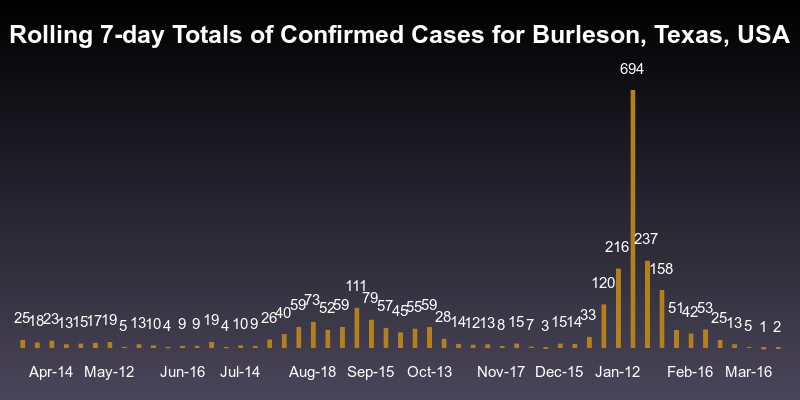 Rolling 7-day Totals of Confirmed Cases for Burleson, Texas, USA
694
237
216
158
120
111
79
73
59 52 59 57 45 55 59 51 42 53
25 18 23 13 15 17 19 5 13 10 4 9 9 19 4 10 9 26 40 28 14 12 13 8 15 7 3 15 14 33 25 13 5 1 2
Apr-14 May-12 Jun-16 Jul-14 Aug-18 Sep-15 Oct-13 Nov-17 Dec-15 Jan-12 Feb-16 Mar-16